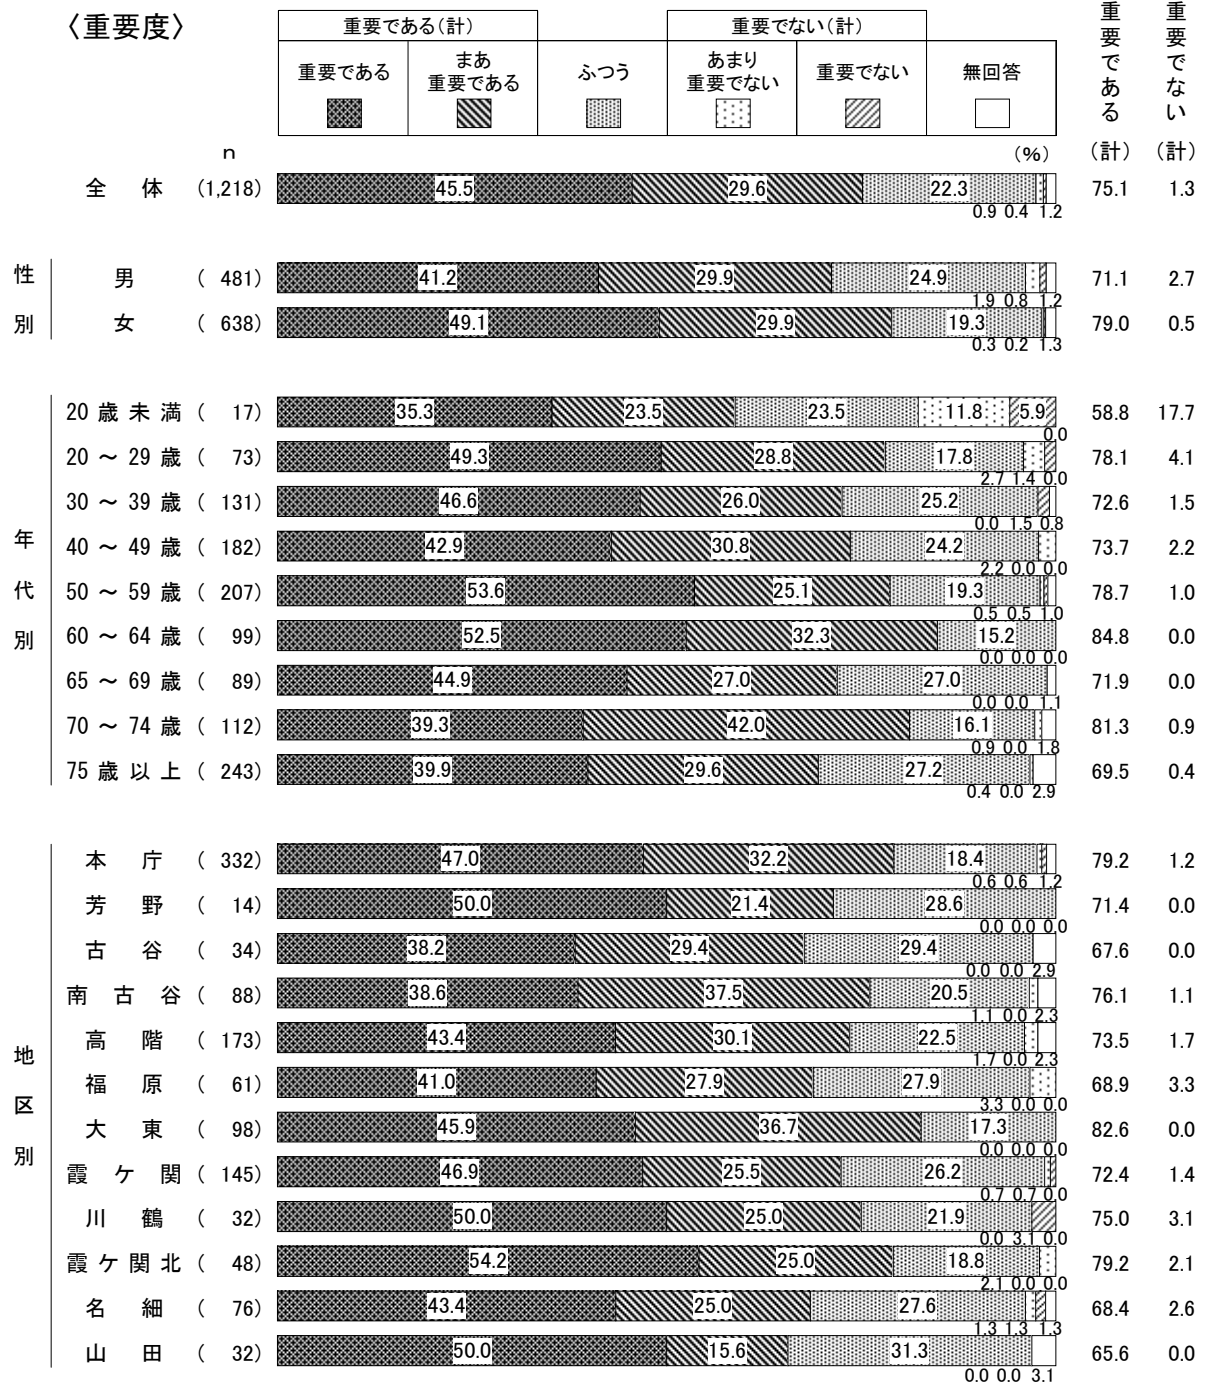 〈重要度〉
重要である(計) 重要でない(計)
重要である まあ重要である ふつう あまり重要でない 重要でない 無回答
重要である(計) 重要でない(計)
n (%)
全体 (1,218) 45.5 29.6 22.3 75.1 1.3
0.9 0.4 1.2
性別
男 ( 481) 41.2 29.9 24.9 71.1 2.7
1.9 0.8 1.2
女 ( 638) 49.1 29.9 19.3 79.0 0.5
0.3 0.2 1.3
年代別
20歳未満 ( 17) 35.3 23.5 23.5 11.8 5.9 58.8 17.7
0.0
20～29歳 ( 73) 49.3 28.8 17.8 78.1 4.1
2.7 1.4 0.0
30～39歳 ( 131) 46.6 26.0 25.2 72.6 1.5
0.0 1.5 0.8
40～49歳 ( 182) 42.9 30.8 24.2 73.7 2.2
2.2 0.0 0.0
50～59歳 ( 207) 53.6 25.1 19.3 78.7 1.0
0.5 0.5 1.0
60～64歳 ( 99) 52.5 32.3 15.2 84.8 0.0
0.0 0.0 0.0
65～69歳 ( 89) 44.9 27.0 27.0 71.9 0.0
0.0 0.0 1.1
70～74歳 ( 112) 39.3 42.0 16.1 81.3 0.9
0.9 0.0 1.8
75歳以上 ( 243) 39.9 29.6 27.2 69.5 0.4
0.4 0.0 2.9
地区別
本庁 ( 332) 47.0 32.2 18.4 79.2 1.2
0.6 0.6 1.2
芳野 ( 14) 50.0 21.4 28.6 71.4 0.0
0.0 0.0 0.0
古谷 ( 34) 38.2 29.4 29.4 67.6 0.0
0.0 0.0 2.9
南古谷 ( 88) 38.6 37.5 20.5 76.1 1.1
1.1 0.0 2.3
高階 ( 173) 43.4 30.1 22.5 73.5 1.7
1.7 0.0 2.3
福原 ( 61) 41.0 27.9 27.9 68.9 3.3
3.3 0.0 0.0
大東 ( 98) 45.9 36.7 17.3 82.6 0.0
0.0 0.0 0.0
霞ケ関 ( 145) 46.9 25.5 26.2 72.4 1.4
0.7 0.7 0.0
川鶴 ( 32) 50.0 25.0 21.9 75.0 3.1
0.0 3.1 0.0
霞ケ関北 ( 48) 54.2 25.0 18.8 79.2 2.1
2.1 0.0 0.0
名細 ( 76) 43.4 25.0 27.6 68.4 2.6
1.3 1.3 1.3
山田 ( 32) 50.0 15.6 31.3 65.6 0.0
0.0 0.0 3.1